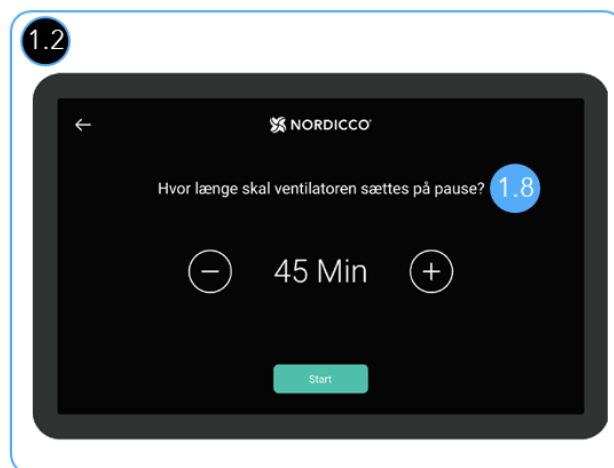 1.2
NORDICCO
Hvor længe skal ventilatoren sættes på pause?
1.8
45 Min
Start